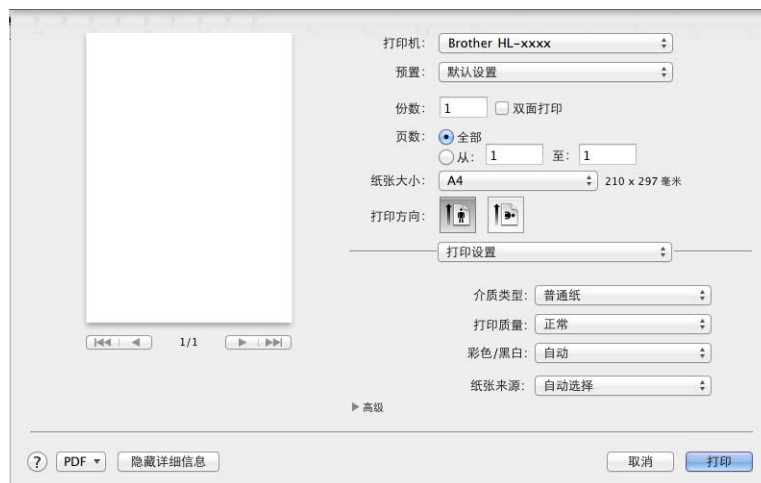 打印机: Brother HL-xxxx
预置: 默认设置
份数: 1 双面打印
页数: 全部
从: 1 至: 1
纸张大小: A4 210 x 297 毫米
打印方向:
打印设置
介质类型: 普通纸
打印质量: 正常
1/1
彩色/黑白: 自动
纸张来源: 自动选择
高级
? PDF 隐藏详细信息 取消 打印